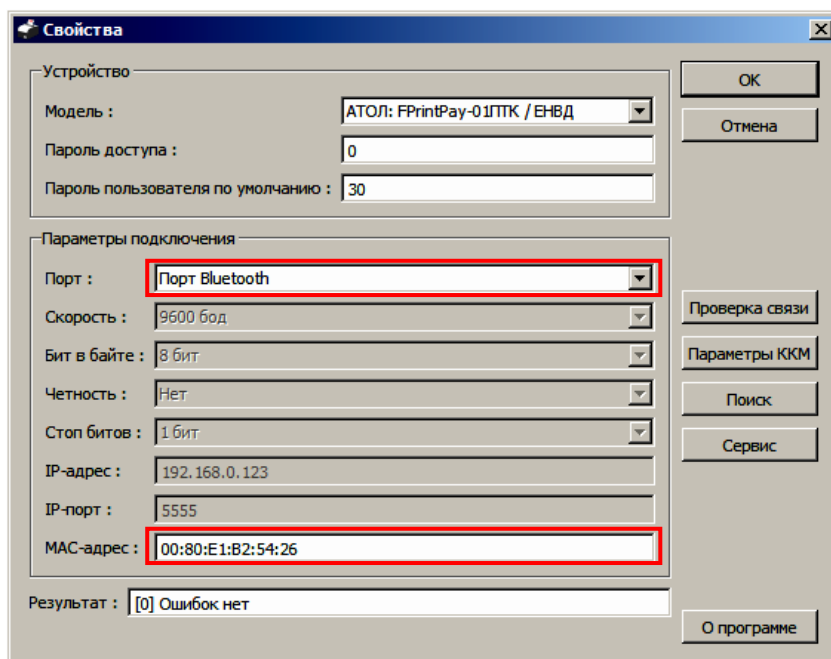 Свойства
Устройство
Модель :
АТОЛ: FPrintPay-01ПТК / ЕНВД
Пароль доступа :
0
Пароль пользователя по умолчанию :
30
Параметры подключения
Порт :
Порт Bluetooth
Скорость :
9600 бод
Бит в байте :
8 бит
Четность :
Нет
Стоп битов :
1 бит
IP-адрес :
192.168.0.123
IP-порт :
5555
MAC-адрес :
00:80:E1:B2:54:26
Результат :
[0] Ошибок нет
OK
Отмена
Проверка связи
Параметры ККМ
Поиск
Сервис
О программе